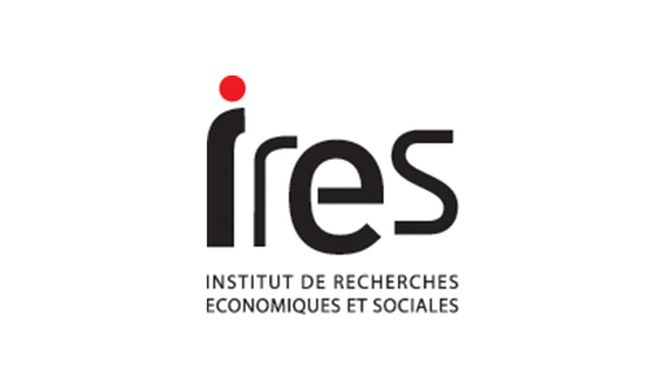 ires
INSTITUT DE RECHERCHES
ECONOMIQUES ET SOCIALES